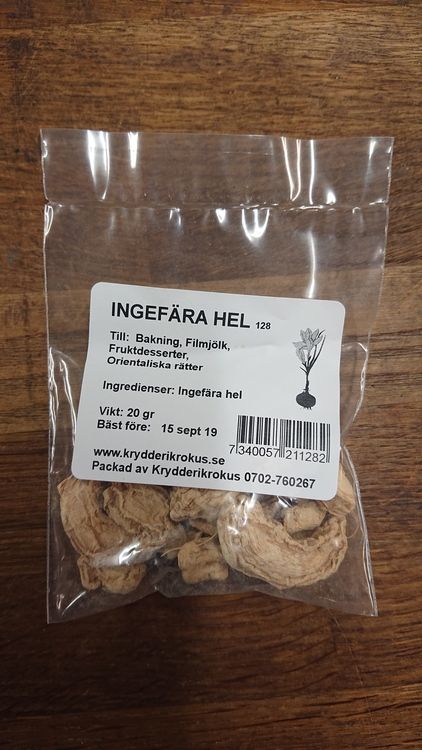 INGEFÄRA HEL 128
Till: Bakning, Filmjölk,
Fruktdesserter,
Orientaliska rätter
Ingredienser: Ingefära hel
Vikt: 20 gr
Bäst före: 15 sept 19
7 340057 211282
www.krydderikrokus.se
Packad av Krydderikrokus 0702-760267